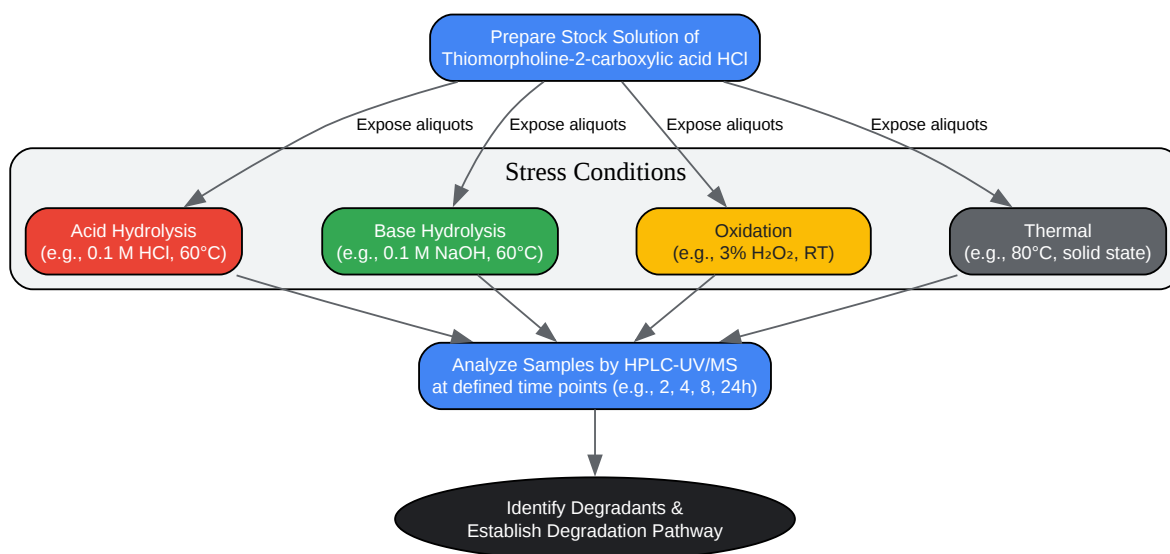 Prepare Stock Solution of
Thiomorpholine-2-carboxylic acid HCl
Expose aliquots
Expose aliquots
Expose aliquots
Expose aliquots
Stress Conditions
Acid Hydrolysis
(e.g., 0.1 M HCl, 60°C)
Base Hydrolysis
(e.g., 0.1 M NaOH, 60°C)
Oxidation
(e.g., 3% H₂O₂, RT)
Thermal
(e.g., 80°C, solid state)
Analyze Samples by HPLC-UV/MS
at defined time points (e.g., 2, 4, 8, 24h)
Identify Degradants &
Establish Degradation Pathway